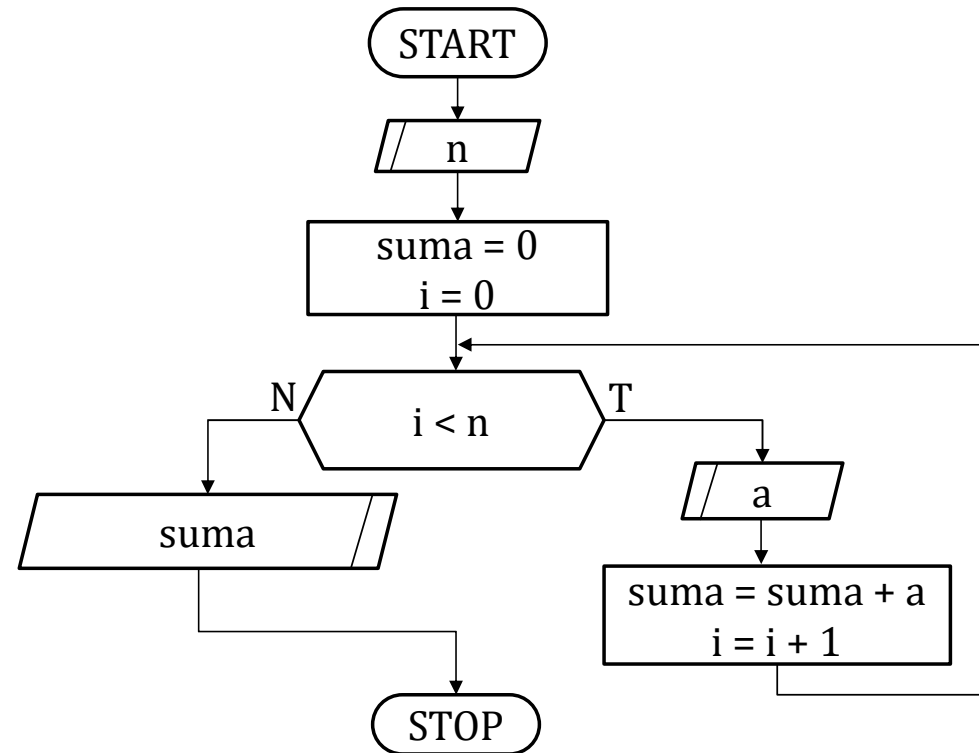 START
n
suma = 0
i = 0
N
T
i < n
a
suma
suma = suma + a
i = i + 1
STOP